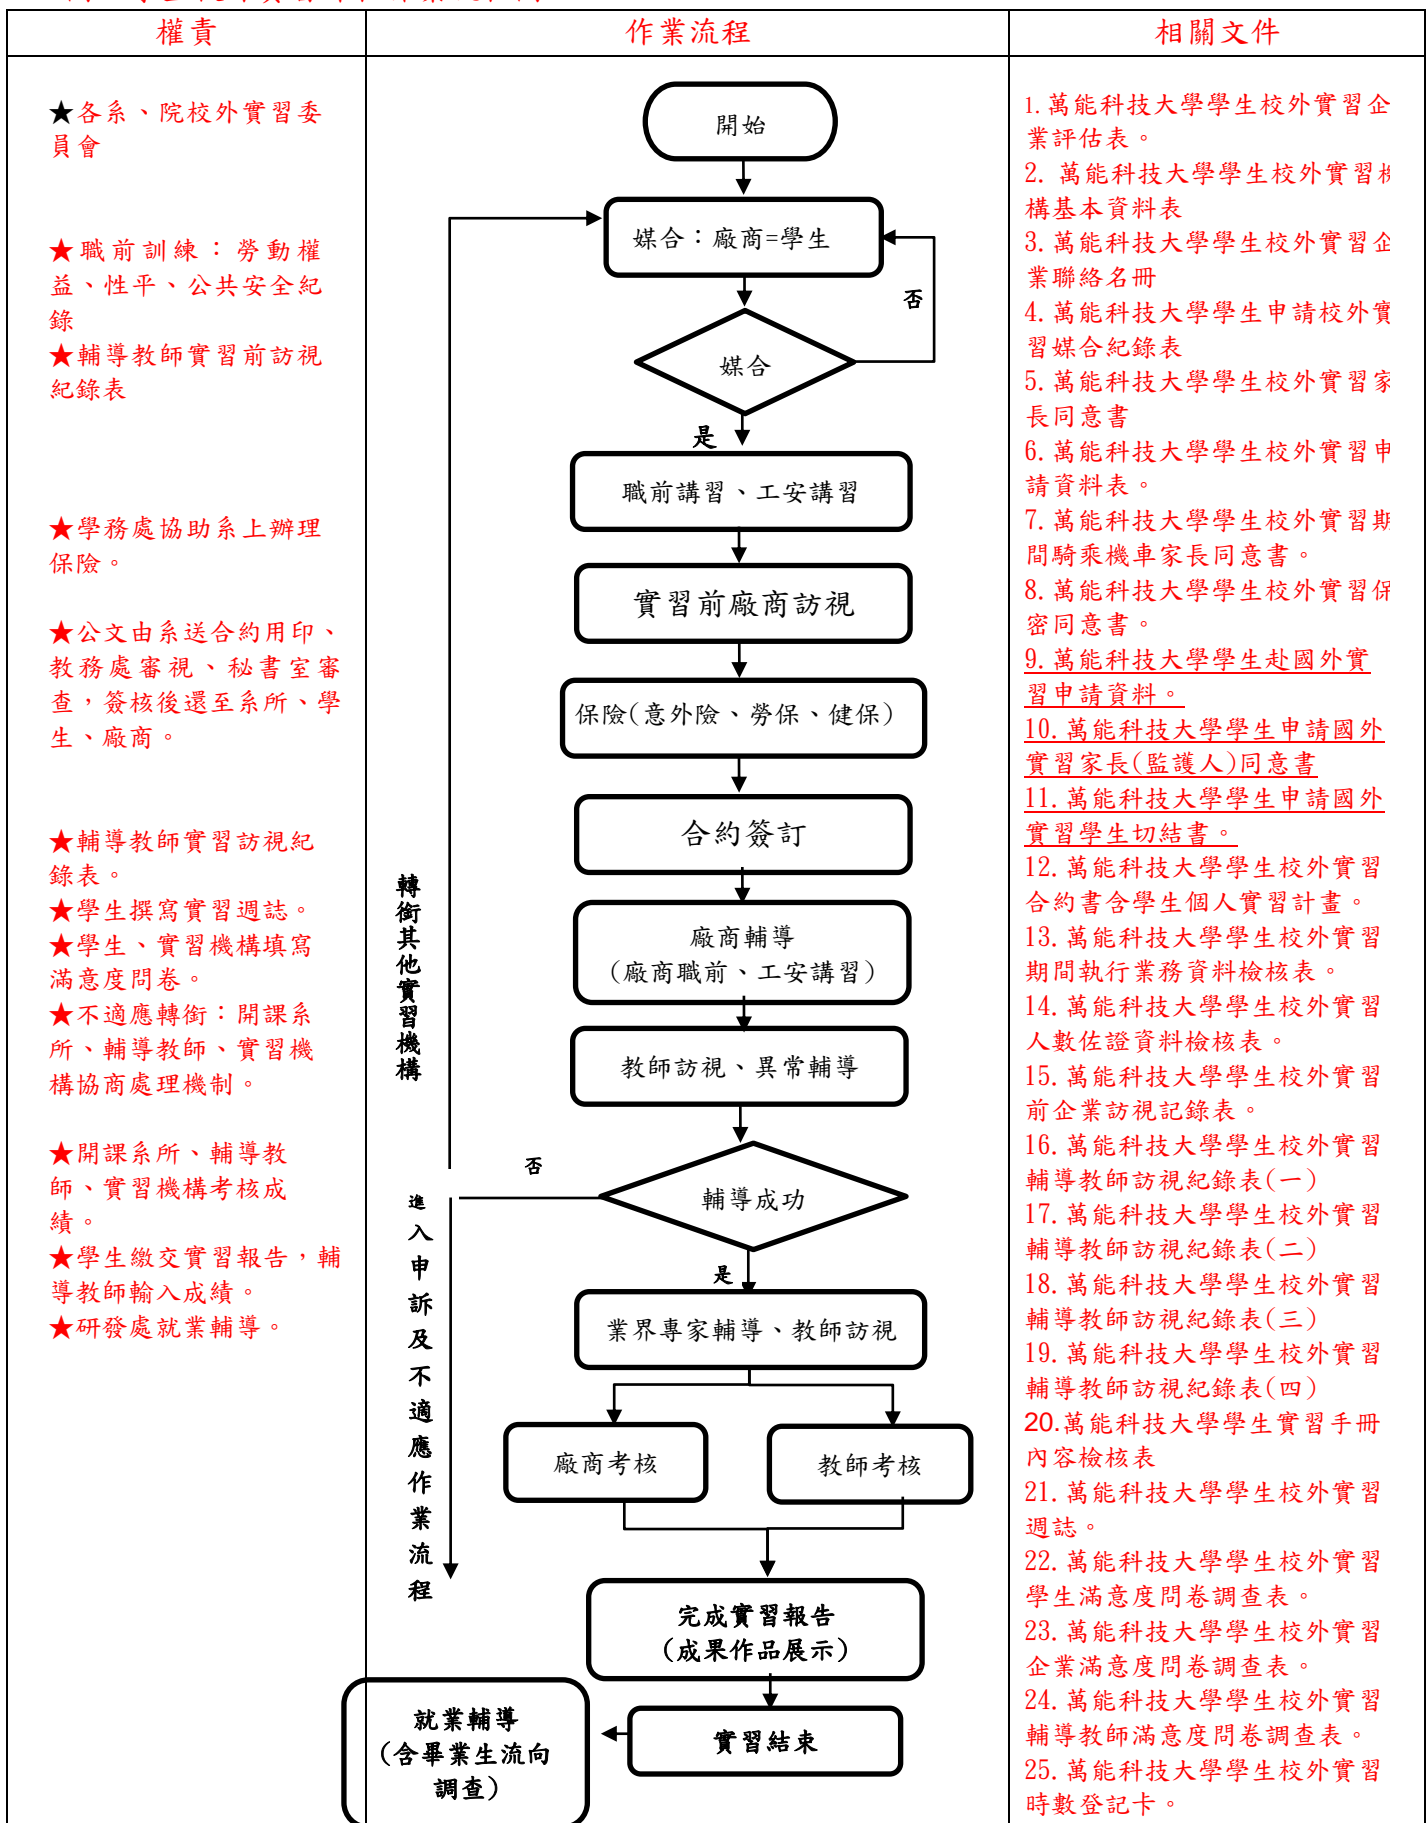 權責
作業流程
相關文件
★各系、院校外實習委
員會
★職前訓練：勞動權
益、性平、公共安全紀
錄
★輔導教師實習前訪視
紀錄表
★學務處協助系上辦理
保險。
★公文由系送合約用印、
教務處審視、秘書室審
查，簽核後還至系所、學
生、廠商。
★輔導教師實習訪視紀
錄表。
★學生撰寫實習週誌。
★學生、實習機構填寫
滿意度問卷。
★不適應轉銜：開課系
所、輔導教師、實習機
構協商處理機制。
★開課系所、輔導教
師、實習機構考核成
績。
★學生繳交實習報告，輔
導教師輸入成績。
★研發處就業輔導。
開始
媒合：廠商=學生
否
媒合
是
職前講習、工安講習
實習前廠商訪視
保險(意外險、勞保、健保)
合約簽訂
廠商輔導
(廠商職前、工安講習)
教師訪視、異常輔導
轉銜其他實習機構
否
輔導成功
進入申訴及不適應作業流程
是
業界專家輔導、教師訪視
廠商考核
教師考核
完成實習報告
(成果作品展示)
實習結束
就業輔導
(含畢業生流向
調查)
1.萬能科技大學學生校外實習企
業評估表。
2. 萬能科技大學學生校外實習機
構基本資料表
3.萬能科技大學學生校外實習企
業聯絡名冊
4.萬能科技大學學生申請校外實
習媒合紀錄表
5.萬能科技大學學生校外實習家
長同意書
6.萬能科技大學學生校外實習申
請資料表。
7.萬能科技大學學生校外實習期
間騎乘機車家長同意書。
8.萬能科技大學學生校外實習保
密同意書。
9.萬能科技大學學生赴國外實
習申請資料。
10.萬能科技大學學生申請國外
實習家長(監護人)同意書
11.萬能科技大學學生申請國外
實習學生切結書。
12.萬能科技大學學生校外實習
合約書含學生個人實習計畫。
13.萬能科技大學學生校外實習
期間執行業務資料檢核表。
14.萬能科技大學學生校外實習
人數佐證資料檢核表。
15.萬能科技大學學生校外實習
前企業訪視記錄表。
16.萬能科技大學學生校外實習
輔導教師訪視紀錄表(一)
17.萬能科技大學學生校外實習
輔導教師訪視紀錄表(二)
18.萬能科技大學學生校外實習
輔導教師訪視紀錄表(三)
19.萬能科技大學學生校外實習
輔導教師訪視紀錄表(四)
20.萬能科技大學學生實習手冊
內容檢核表
21.萬能科技大學學生校外實習
週誌。
22.萬能科技大學學生校外實習
學生滿意度問卷調查表。
23.萬能科技大學學生校外實習
企業滿意度問卷調查表。
24.萬能科技大學學生校外實習
輔導教師滿意度問卷調查表。
25.萬能科技大學學生校外實習
時數登記卡。